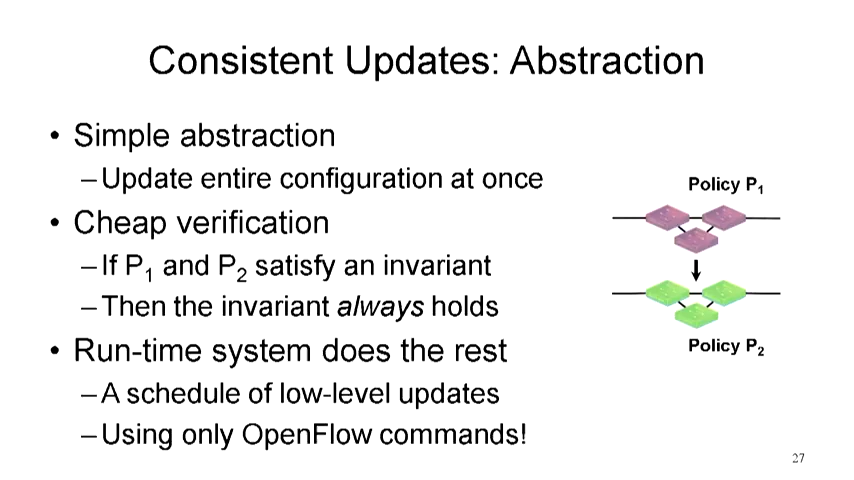 Consistent Updates: Abstraction
• Simple abstraction
–Update entire configuration at once
• Cheap verification
–If P₁ and P₂ satisfy an invariant
–Then the invariant always holds
• Run-time system does the rest
–A schedule of low-level updates
–Using only OpenFlow commands!
Policy P₁
Policy P₂
27